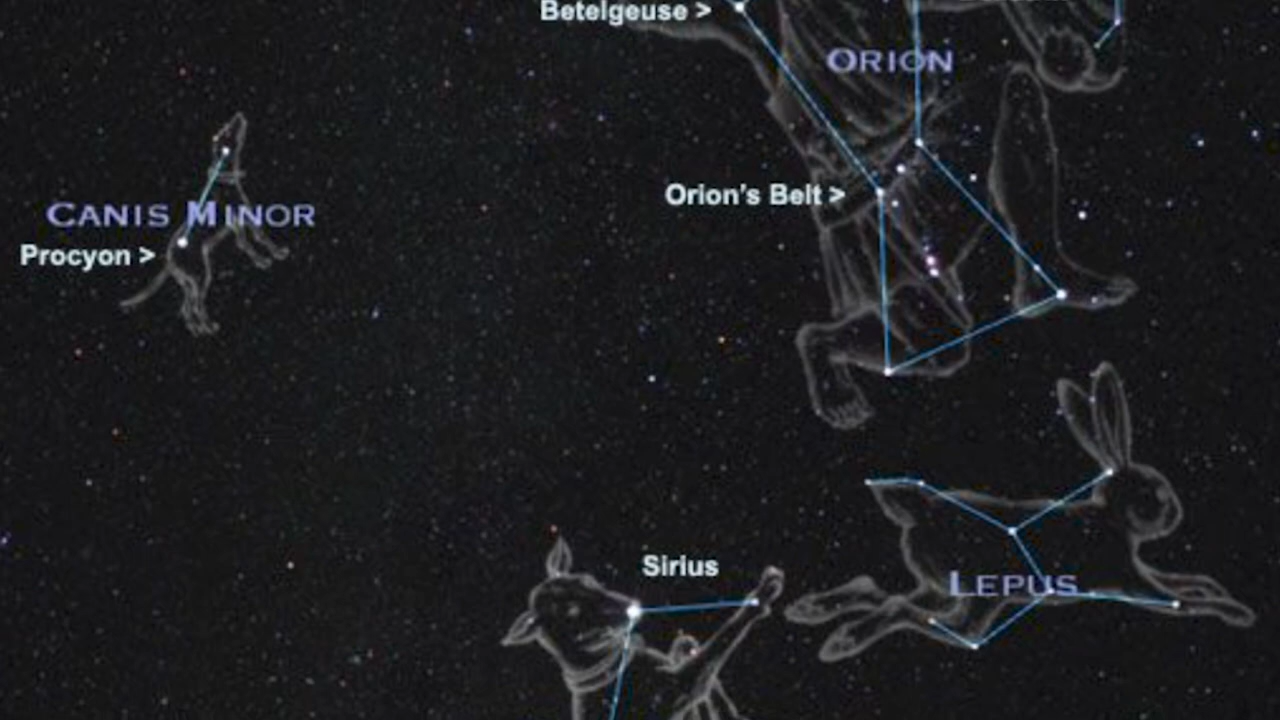 Betelgeuse >
ORION
Orion's Belt >
CANIS MINOR
Procyon >
Sirius
LEPUS